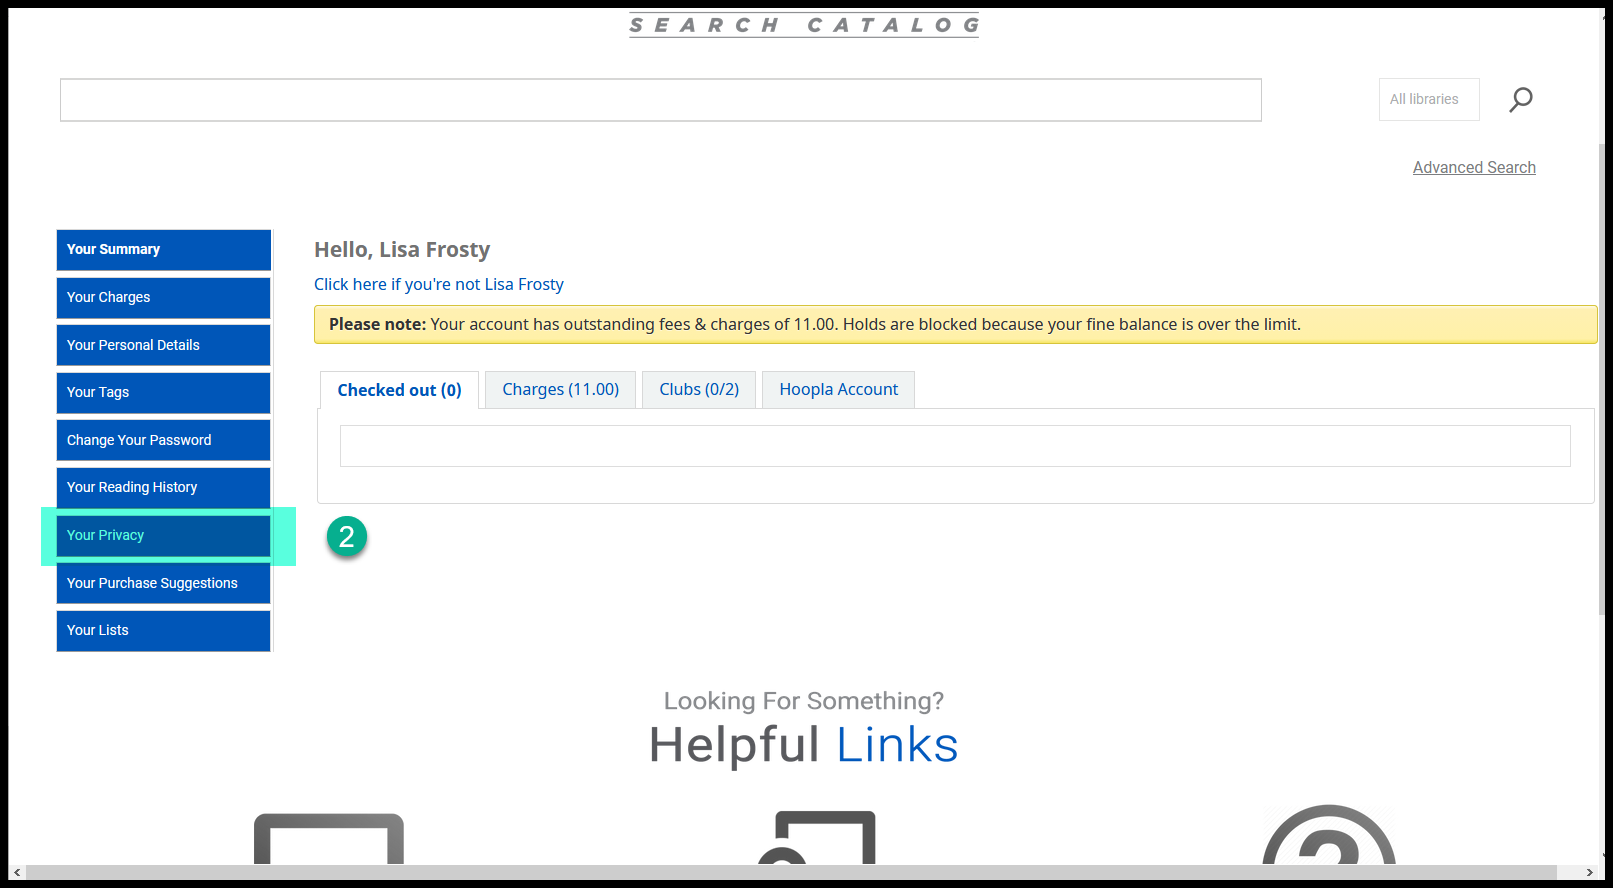 SEARCH CATALOG
All libraries
Advanced Search
Your Summary
Your Charges
Your Personal Details
Your Tags
Change Your Password
Your Reading History
Your Privacy
Your Purchase Suggestions
Your Lists
Hello, Lisa Frosty
Click here if you're not Lisa Frosty
Please note: Your account has outstanding fees & charges of 11.00. Holds are blocked because your fine balance is over the limit.
Checked out (0)
Charges (11.00)
Clubs (0/2)
Hoopla Account
2
Looking For Something?
Helpful Links
?